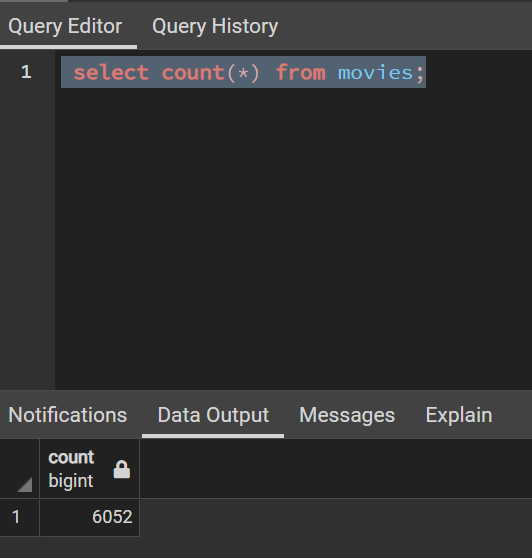 Query Editor Query History
1 select count(*) from movies;
Notifications Data Output Messages Explain
count
bigint
1 6052